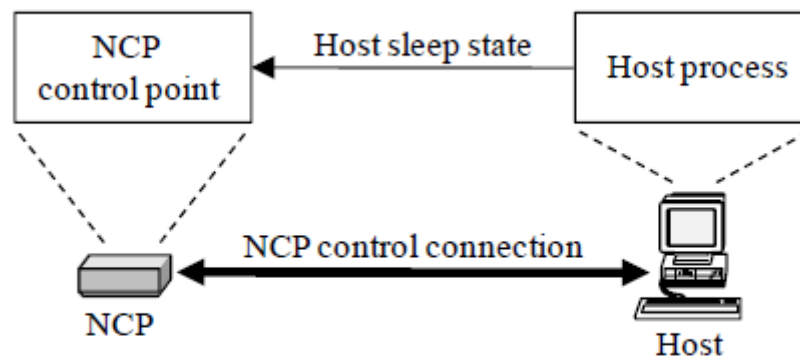 NCP
control point
Host sleep state
Host process
NCP control connection
NCP
Host